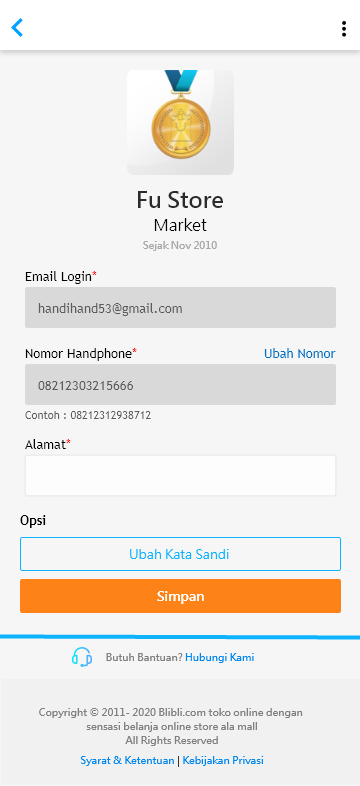 Fu Store
Market
Sejak Nov 2010
Email Login*
handihand53@gmail.com
Nomor Handphone* Ubah Nomor
08212303215666
Contoh : 08212312938712
Alamat*
Opsi
Ubah Kata Sandi
Simpan
Butuh Bantuan? Hubungi Kami
Copyright © 2011- 2020 Blibli.com toko online dengan
sensasi belanja online store ala mall
All Rights Reserved
Syarat & Ketentuan | Kebijakan Privasi